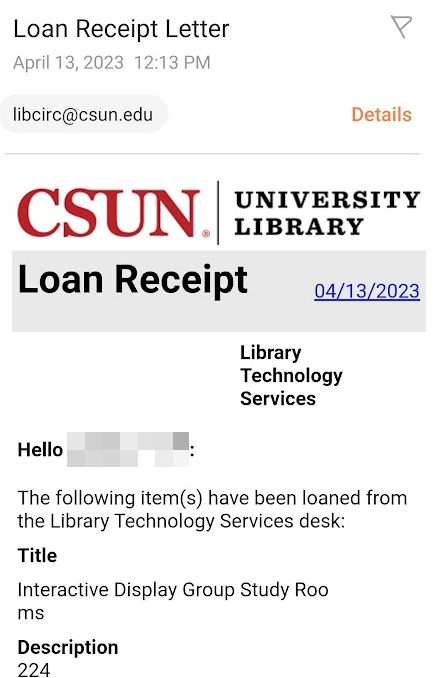 Loan Receipt Letter
April 13, 2023 12:13 PM
libcirc@csun.edu
Details
CSUN® UNIVERSITY
LIBRARY
Loan Receipt
04/13/2023
Library
Technology
Services
Hello :
The following item(s) have been loaned from
the Library Technology Services desk:
Title
Interactive Display Group Study Roo
ms
Description
224